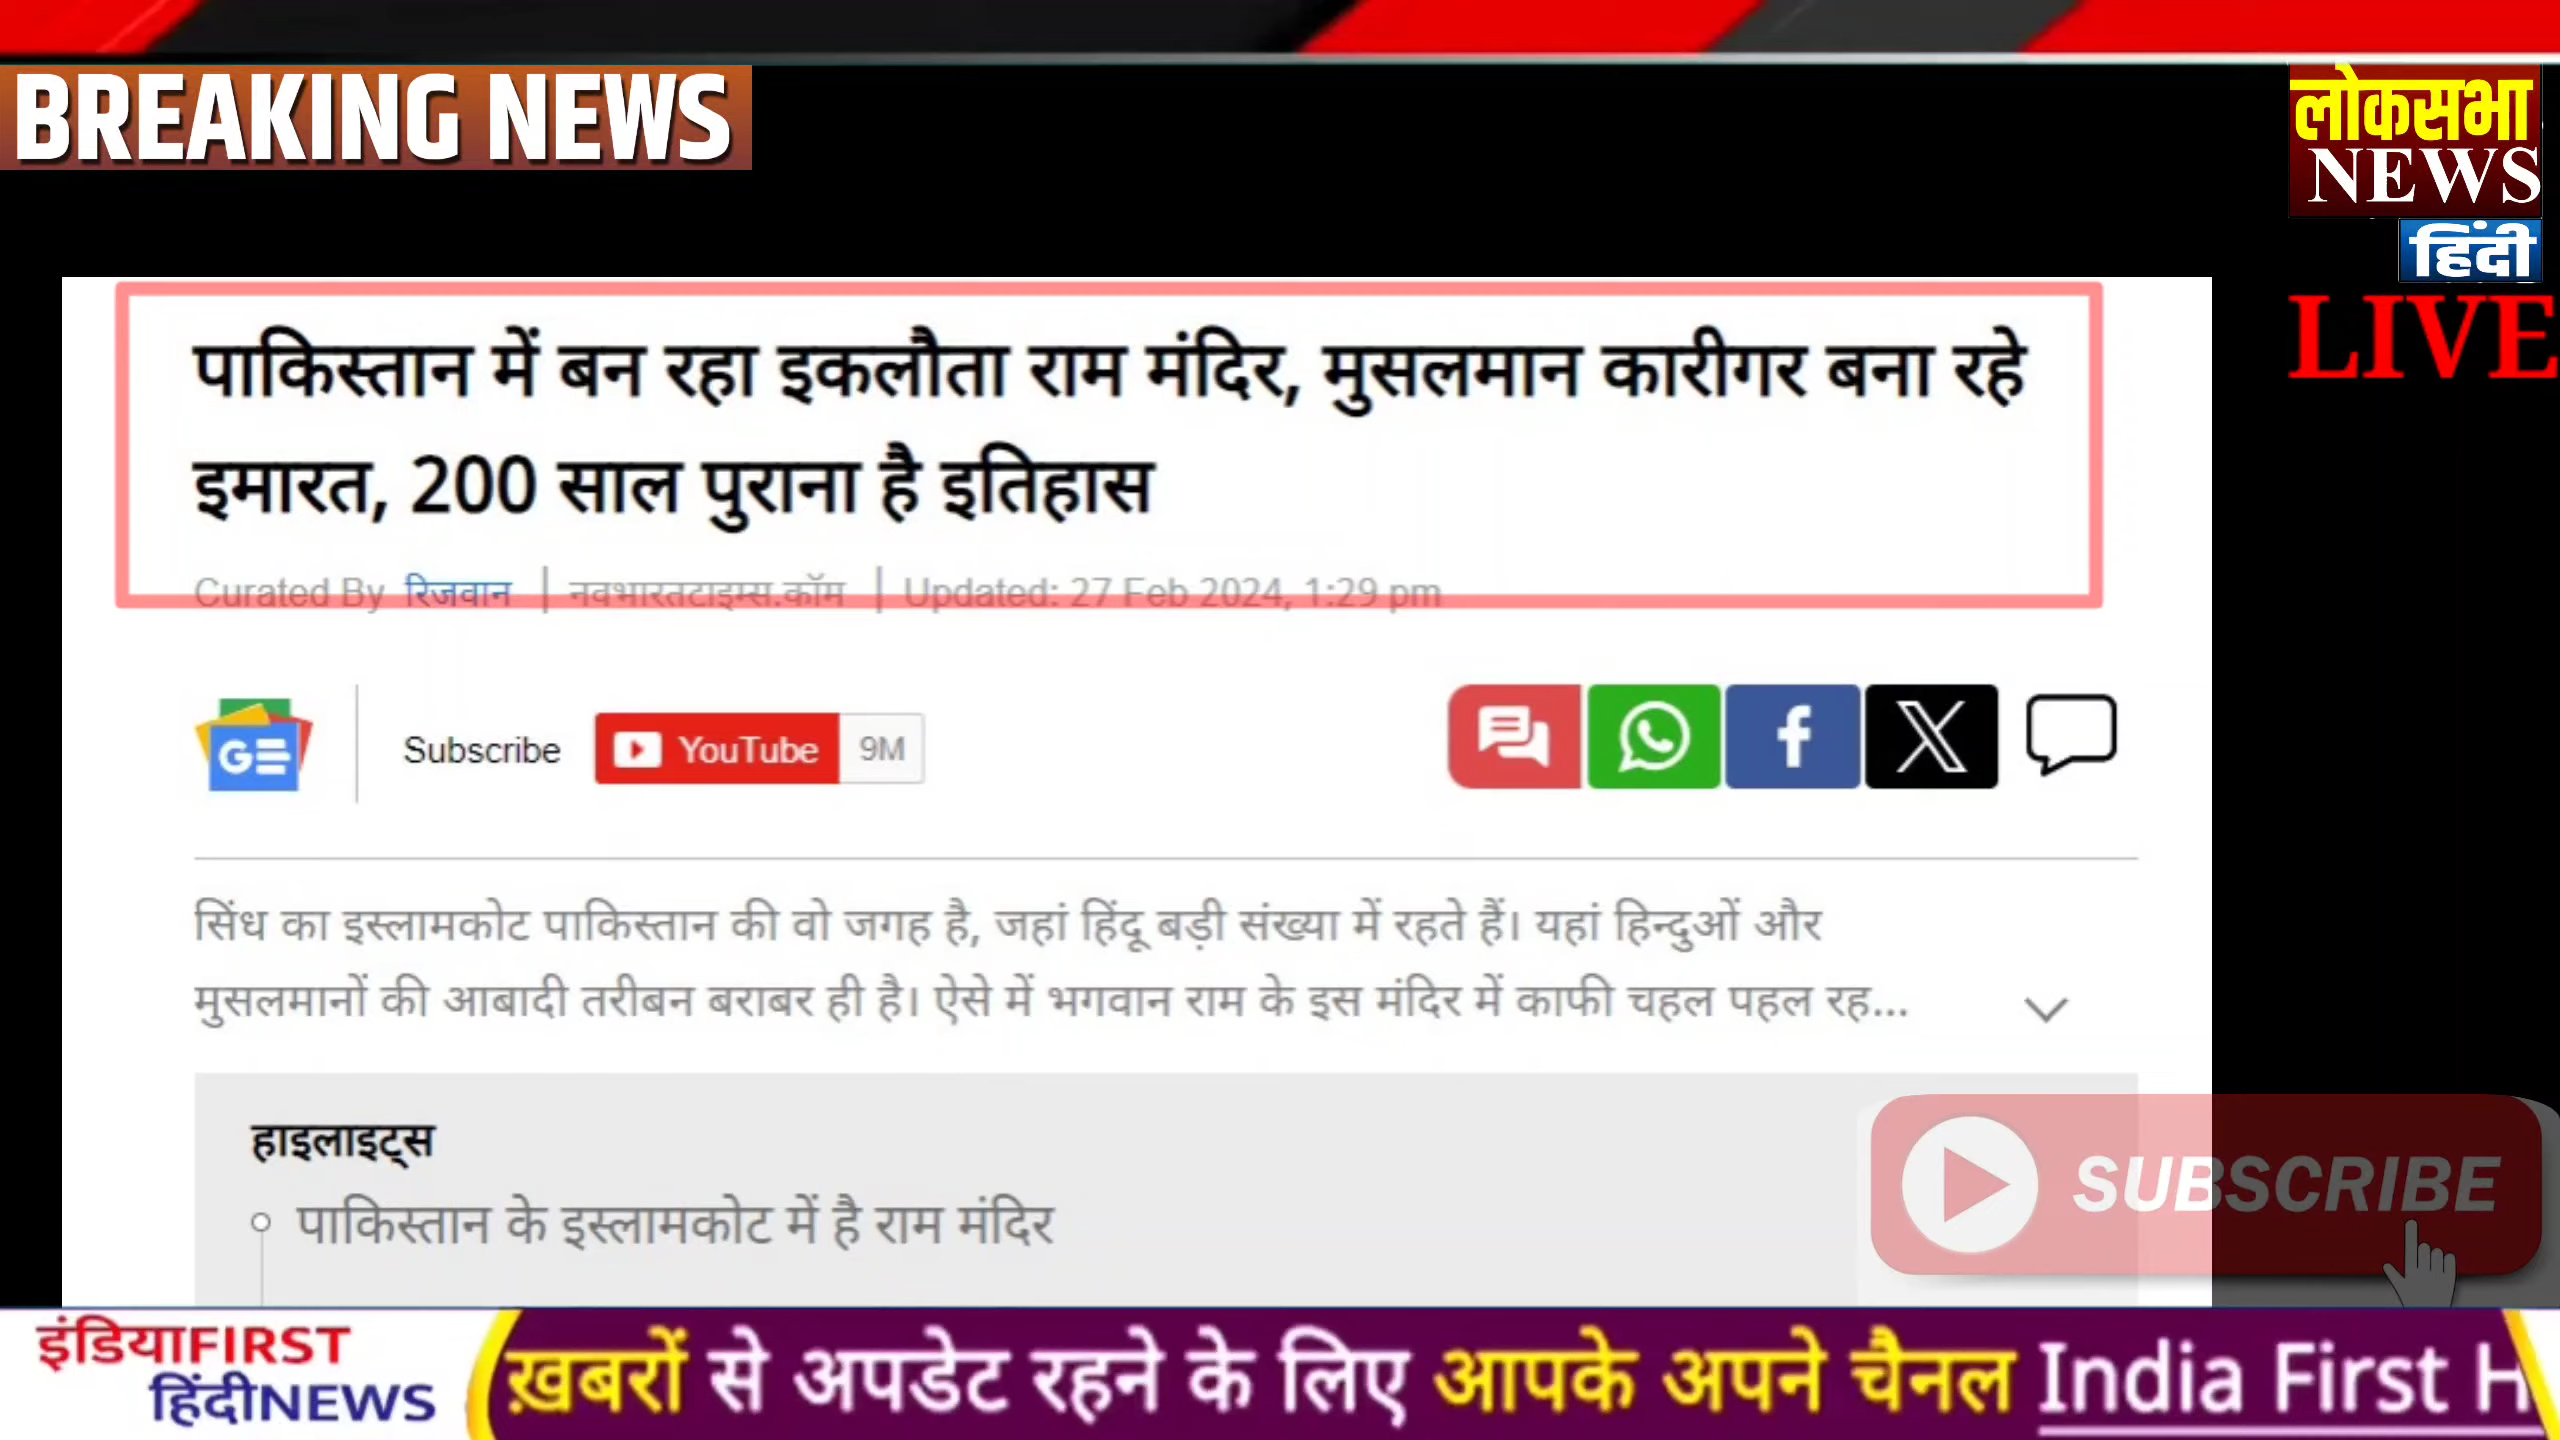 BREAKING NEWS
लोकसभा
NEWS
हिंदी
LIVE
पाकिस्तान में बन रहा इकलौता राम मंदिर, मुसलमान कारीगर बना रहे
इमारत, 200 साल पुराना है इतिहास
Curated By रिजवान | नवभारतटाइम्स.कॉम | Updated: 27 Feb 2024, 1:29 pm
GE
Subscribe
YouTube 9M
सिंध का इस्लामकोट पाकिस्तान की वो जगह है, जहां हिंदू बड़ी संख्या में रहते हैं। यहां हिन्दुओं और
मुसलमानों की आबादी तरीबन बराबर ही है। ऐसे में भगवान राम के इस मंदिर में काफी चहल पहल रह...
हाइलाइट्स
पाकिस्तान के इस्लामकोट में है राम मंदिर
SUBSCRIBE
इंडियाFIRST
हिंदीNEWS
ख़बरों से अपडेट रहने के लिए आपके अपने चैनल India First H